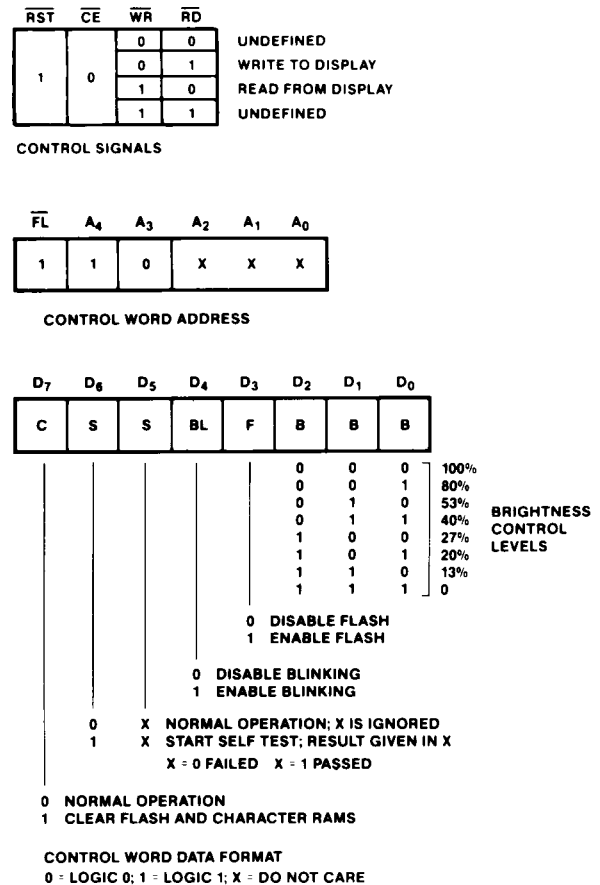 RST CE WR RD
0 0 UNDEFINED
0 1 WRITE TO DISPLAY
1 0
1 0 READ FROM DISPLAY
1 1 UNDEFINED
CONTROL SIGNALS
FL A4 A3 A2 A1 A0
1 1 0 X X X
CONTROL WORD ADDRESS
D7 D6 D5 D4 D3 D2 D1 D0
C S S BL F B B B
0 0 0 100%
0 0 1 80%
0 1 0 53%
0 1 1 40%
1 0 0 27%
1 0 1 20%
1 1 0 13%
1 1 1 0
BRIGHTNESS
CONTROL
LEVELS
0 DISABLE FLASH
1 ENABLE FLASH
0 DISABLE BLINKING
1 ENABLE BLINKING
0 X NORMAL OPERATION; X IS IGNORED
1 X START SELF TEST; RESULT GIVEN IN X
X = 0 FAILED X = 1 PASSED
0 NORMAL OPERATION
1 CLEAR FLASH AND CHARACTER RAMS
CONTROL WORD DATA FORMAT
0 = LOGIC 0; 1 = LOGIC 1; X = DO NOT CARE